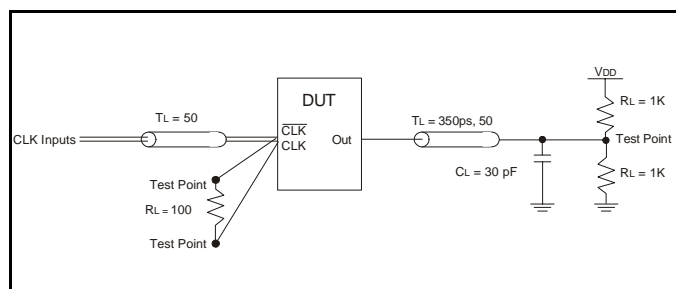 VDD
DUT
RL = 1K
TL = 50
TL = 350ps, 50
CLK Inputs
CLK
CLK
Out
Test Point
Test Point
CL = 30 pF
RL = 1K
RL = 100
Test Point